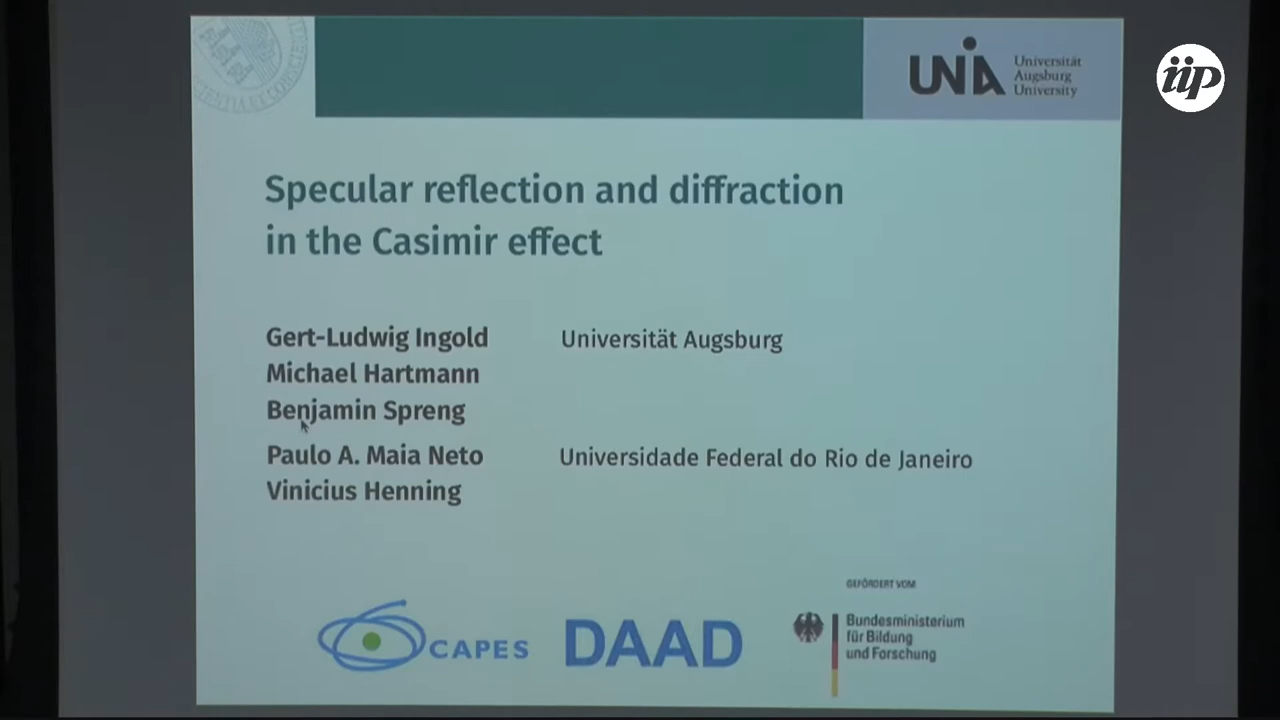 UNIA
Universität
Augsburg
University
iip
Specular reflection and diffraction
in the Casimir effect
Gert-Ludwig Ingold Universität Augsburg
Michael Hartmann
Benjamin Spreng
Paulo A. Maia Neto Universidade Federal do Rio de Janeiro
Vinicius Henning
GEFÖRDERT VOM
CAPES
DAAD
Bundesministerium
für Bildung
und Forschung